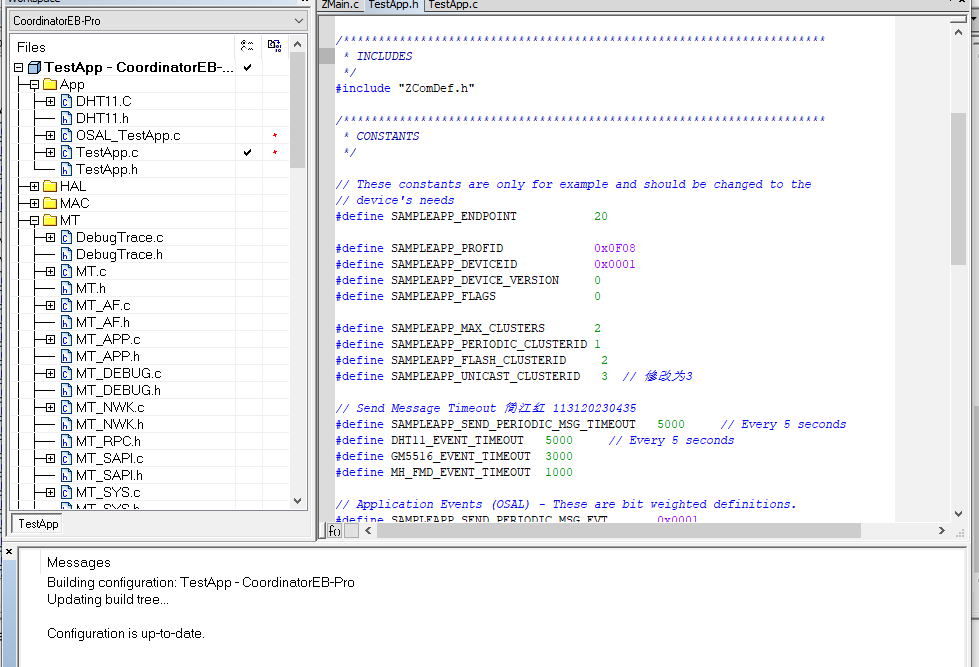 Workspace
ZMain.c TestApp.h TestApp.c
CoordinatorEB-Pro
Files
TestApp - CoordinatorEB-...
App
DHT11.C
DHT11.h
OSAL_TestApp.c
TestApp.c
TestApp.h
HAL
MAC
MT
DebugTrace.c
DebugTrace.h
MT.c
MT.h
MT_AF.c
MT_AF.h
MT_APP.c
MT_APP.h
MT_DEBUG.c
MT_DEBUG.h
MT_NWK.c
MT_NWK.h
MT_RPC.h
MT_SAPI.c
MT_SAPI.h
MT_SYS.c
MT_SYS.h
TestApp
/*********************************************************************
* INCLUDES
*/
#include "ZComDef.h"
/*********************************************************************
* CONSTANTS
*/
// These constants are only for example and should be changed to the
// device's needs
#define SAMPLEAPP_ENDPOINT 20
#define SAMPLEAPP_PROFID 0x0F08
#define SAMPLEAPP_DEVICEID 0x0001
#define SAMPLEAPP_DEVICE_VERSION 0
#define SAMPLEAPP_FLAGS 0
#define SAMPLEAPP_MAX_CLUSTERS 2
#define SAMPLEAPP_PERIODIC_CLUSTERID 1
#define SAMPLEAPP_FLASH_CLUSTERID 2
#define SAMPLEAPP_UNICAST_CLUSTERID 3 // 修改为3
// Send Message Timeout 简江红 113120230435
#define SAMPLEAPP_SEND_PERIODIC_MSG_TIMEOUT 5000 // Every 5 seconds
#define DHT11_EVENT_TIMEOUT 5000 // Every 5 seconds
#define GM5516_EVENT_TIMEOUT 3000
#define MH_FMD_EVENT_TIMEOUT 1000
// Application Events (OSAL) - These are bit weighted definitions.
#define SAMPLEAPP_SEND_PERIODIC_MSG_EVT 0x0001
f()
Messages
Building configuration: TestApp - CoordinatorEB-Pro
Updating build tree...
Configuration is up-to-date.